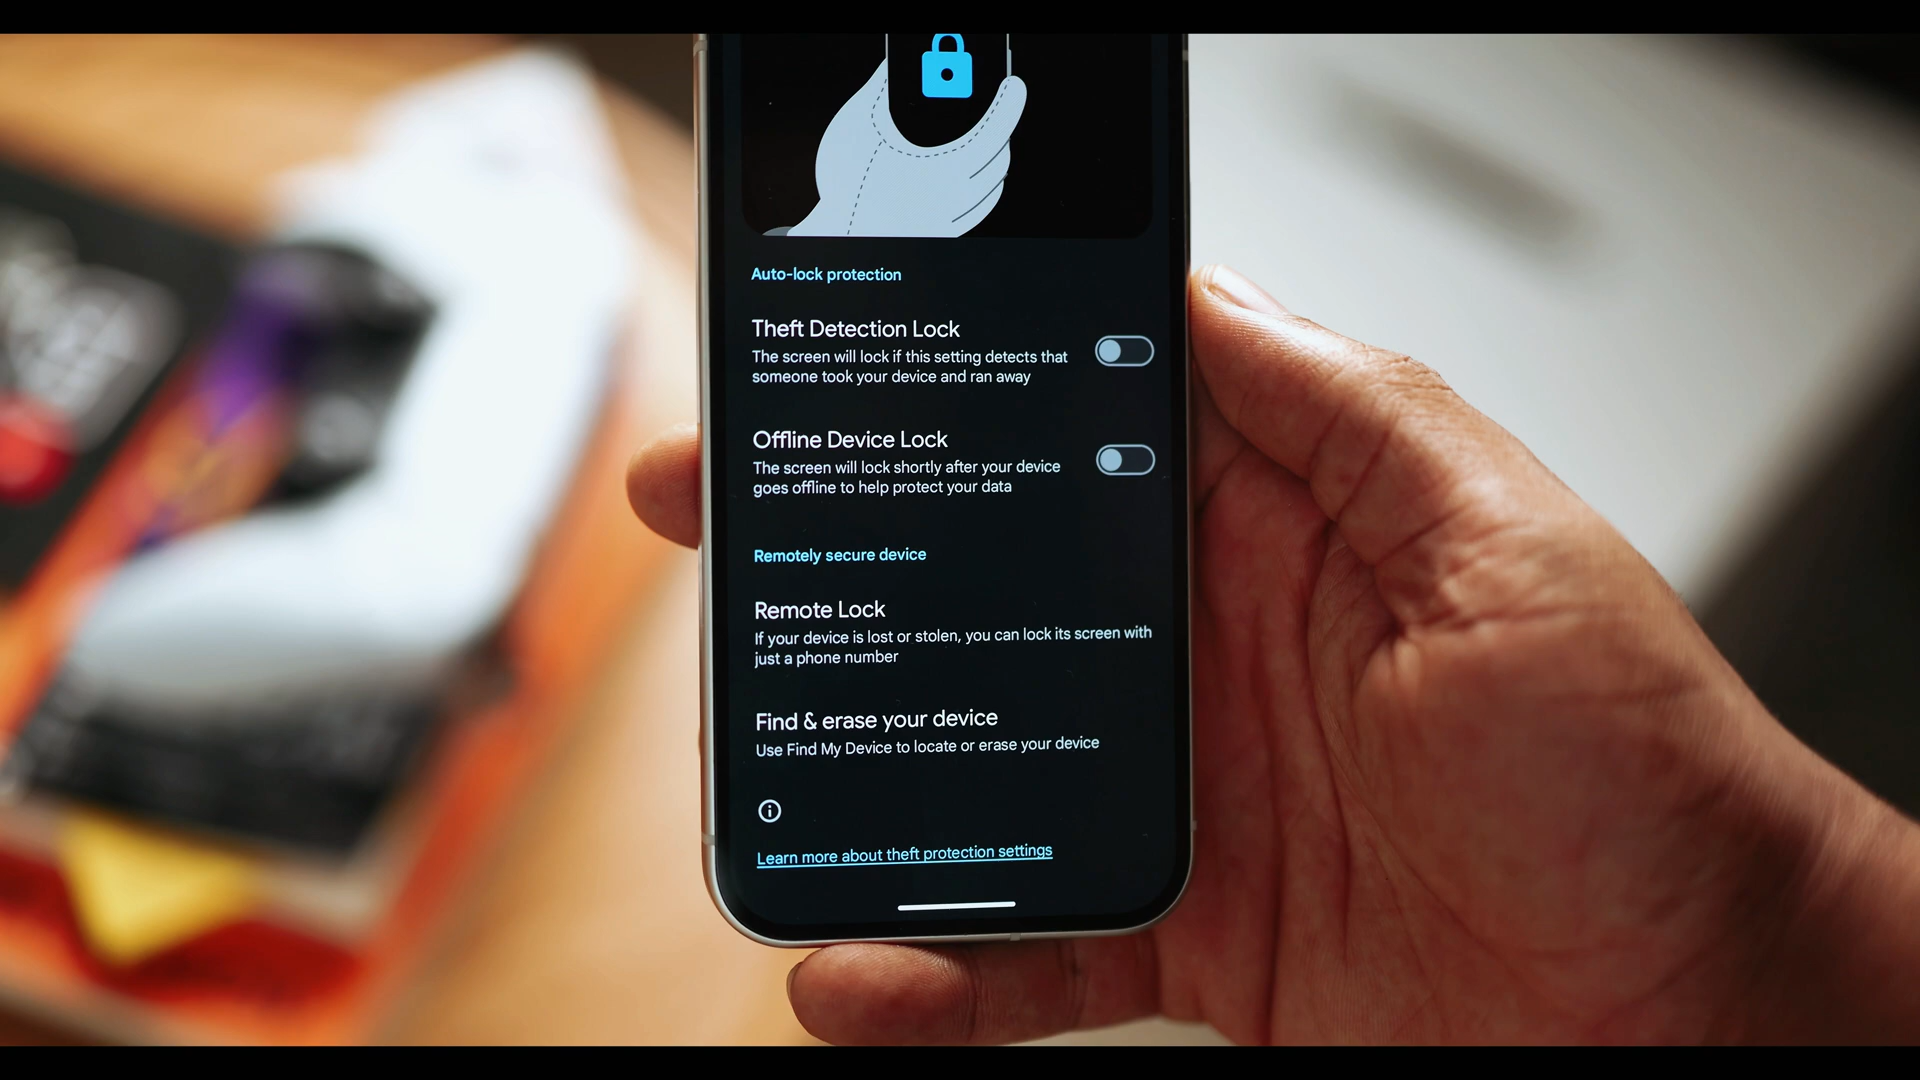 Auto-lock protection
Theft Detection Lock
The screen will lock if this setting detects that
someone took your device and ran away
Offline Device Lock
The screen will lock shortly after your device
goes offline to help protect your data
Remotely secure device
Remote Lock
If your device is lost or stolen, you can lock its screen with
just a phone number
Find & erase your device
Use Find My Device to locate or erase your device
Learn more about theft protection settings